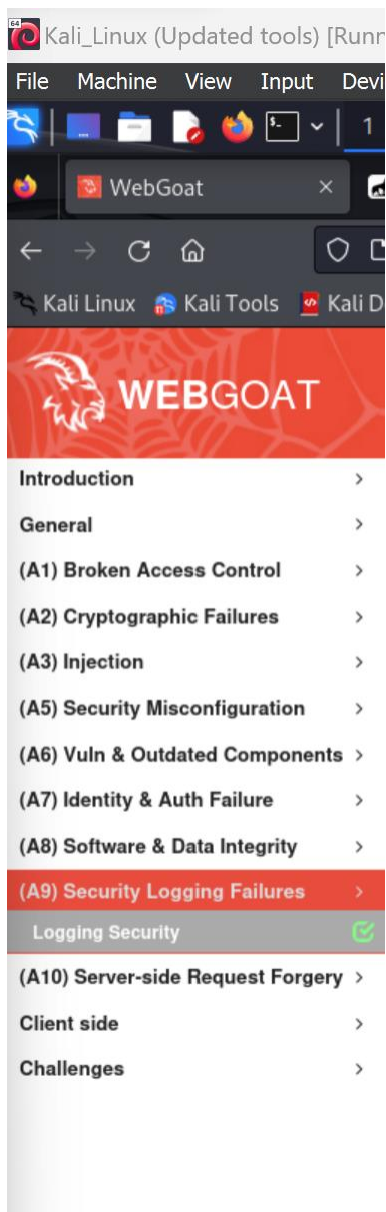 64
Kali_Linux (Updated tools) [Runn
File Machine View Input Devi
1
WebGoat
Kali Linux Kali Tools Kali D
WEBGOAT
Introduction
General
(A1) Broken Access Control
(A2) Cryptographic Failures
(A3) Injection
(A5) Security Misconfiguration
(A6) Vuln & Outdated Components
(A7) Identity & Auth Failure
(A8) Software & Data Integrity
(A9) Security Logging Failures
Logging Security
(A10) Server-side Request Forgery
Client side
Challenges